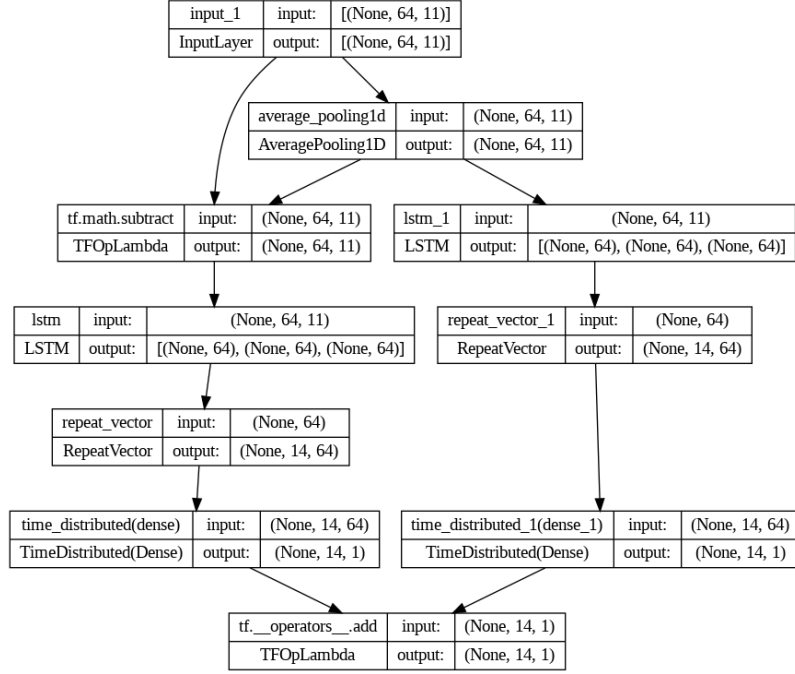 input_1 input: [(None, 64, 11)]
InputLayer output: [(None, 64, 11)]
average_pooling1d input: (None, 64, 11)
AveragePooling1D output: (None, 64, 11)
tf.math.subtract input: (None, 64, 11)
TFOpLambda output: (None, 64, 11)
lstm_1 input: (None, 64, 11)
LSTM output: [(None, 64), (None, 64), (None, 64)]
lstm input: (None, 64, 11)
LSTM output: [(None, 64), (None, 64), (None, 64)]
repeat_vector_1 input: (None, 64)
RepeatVector output: (None, 14, 64)
repeat_vector input: (None, 64)
RepeatVector output: (None, 14, 64)
time_distributed(dense) input: (None, 14, 64)
TimeDistributed(Dense) output: (None, 14, 1)
time_distributed_1(dense_1) input: (None, 14, 64)
TimeDistributed(Dense) output: (None, 14, 1)
tf.__operators__.add input: (None, 14, 1)
TFOpLambda output: (None, 14, 1)